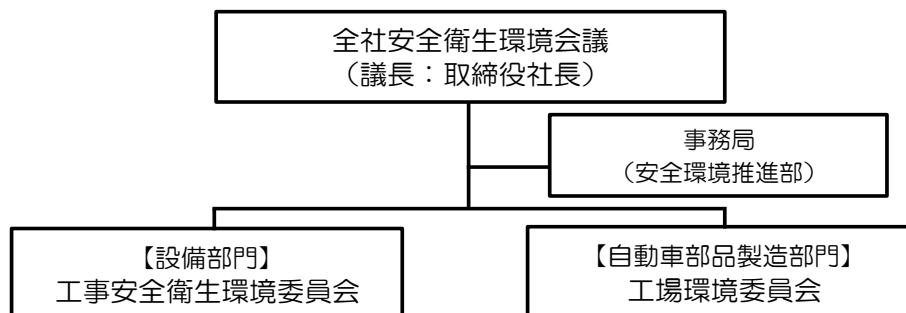 全社安全衛生環境会議
（議長：取締役社長）
事務局
（安全環境推進部）
【設備部門】
工事安全衛生環境委員会
【自動車部品製造部門】
工場環境委員会